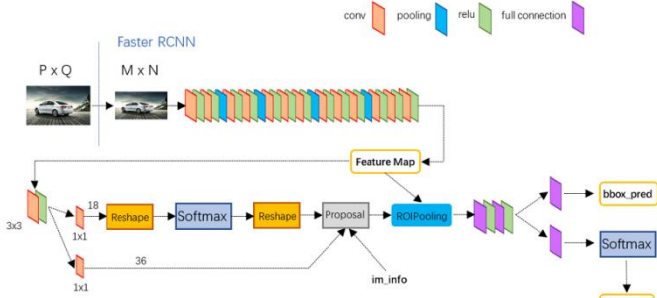 conv pooling relu full connection
Faster RCNN
P x Q
M x N
Feature Map
3x3
18
1x1
Reshape
Softmax
Reshape
Proposal
ROIPooling
bbox_pred
Softmax
36
1x1
im_info